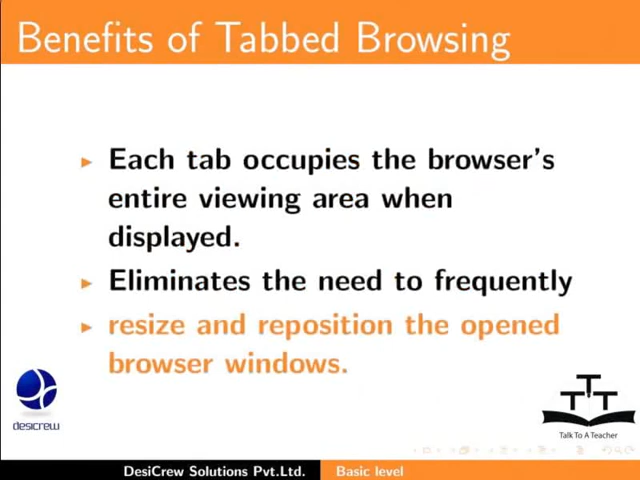 Benefits of Tabbed Browsing
Each tab occupies the browser's
entire viewing area when
displayed.
Eliminates the need to frequently
resize and reposition the opened
browser windows.
desicrew
TTT
Talk To A Teacher
DesiCrew Solutions Pvt.Ltd.
Basic level